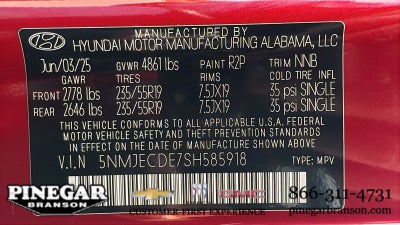 MANUFACTURED BY
HYUNDAI MOTOR MANUFACTURING ALABAMA, LLC
Jun/03/25 GVWR 4861 lbs PAINT R2P TRIM NNB
GAWR TIRES RIMS COLD TIRE INFL
FRONT 2778 lbs 235/55R19 7.5JX19 35 psi SINGLE
REAR 2646 lbs 235/55R19 7.5JX19 35 psi SINGLE
THIS VEHICLE CONFORMS TO ALL APPLICABLE U.S.A FEDERAL
MOTOR VEHICLE SAFETY, BUMPER, AND THEFT PREVENTION
STANDARDS IN EFFECT ON THE DATE OF MANUFACTURE SHOWN ABOVE.
V.I.N 5NMJECDE7SH585918 TYPE: MPV
PINEGAR
BRANSON
GMC
CUSTOMER-FIRST EXPERIENCE
866-311-4731
pinegarbranson.com